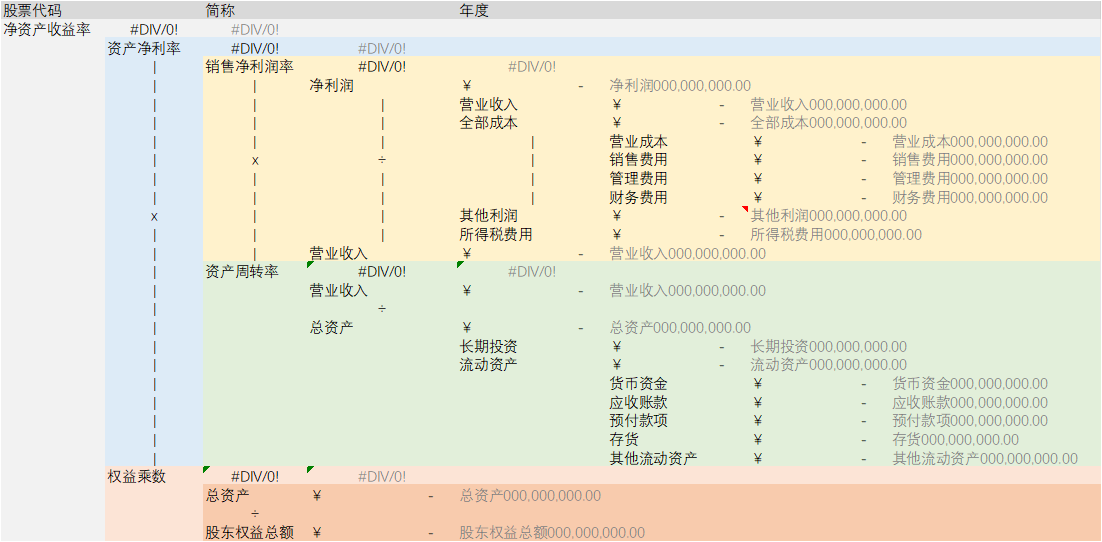 股票代码 简称 年度
净资产收益率 #DIV/0! #DIV/0!
资产净利率 #DIV/0! #DIV/0!
| 销售净利润率 #DIV/0! #DIV/0!
| | 净利润 ¥ - 净利润000,000,000.00
| | | 营业收入 ¥ - 营业收入000,000,000.00
| | | 全部成本 ¥ - 全部成本000,000,000.00
| | | | 营业成本 ¥ - 营业成本000,000,000.00
| x ÷ | 销售费用 ¥ - 销售费用000,000,000.00
| | | | 管理费用 ¥ - 管理费用000,000,000.00
| | | | 财务费用 ¥ - 财务费用000,000,000.00
x | | 其他利润 ¥ - 其他利润000,000,000.00
| | | 所得税费用 ¥ - 所得税费用000,000,000.00
| | 营业收入 ¥ - 营业收入000,000,000.00
| 资产周转率 #DIV/0! #DIV/0!
| 营业收入 ¥ - 营业收入000,000,000.00
| ÷
| 总资产 ¥ - 总资产000,000,000.00
| 长期投资 ¥ - 长期投资000,000,000.00
| 流动资产 ¥ - 流动资产000,000,000.00
| 货币资金 ¥ - 货币资金000,000,000.00
| 应收账款 ¥ - 应收账款000,000,000.00
| 预付款项 ¥ - 预付款项000,000,000.00
| 存货 ¥ - 存货000,000,000.00
| 其他流动资产 ¥ - 其他流动资产000,000,000.00
权益乘数 #DIV/0! #DIV/0!
总资产 ¥ - 总资产000,000,000.00
÷
股东权益总额 ¥ - 股东权益总额000,000,000.00